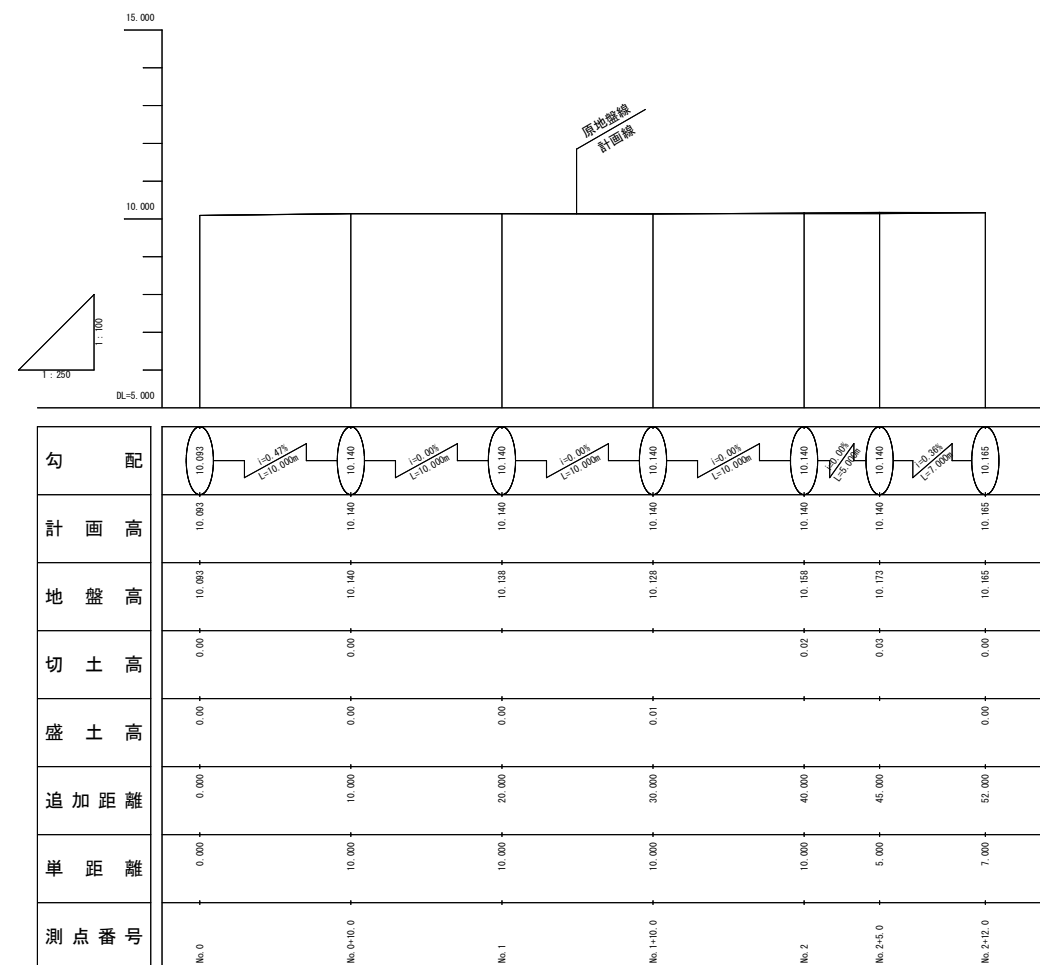 15.000
原地盤線
計画線
10.000
1 : 100
1 : 250
DL=5.000
勾配
10.093
i=0.47%
L=10.000m
10.140
i=0.00%
L=10.000m
10.140
i=0.00%
L=10.000m
10.140
i=0.00%
L=10.000m
10.140
i=0.00%
L=5.000m
10.140
i=0.36%
L=7.000m
10.165
計画高 10.093 10.140 10.140 10.140 10.140 10.140 10.165
地盤高 10.093 10.140 10.138 10.128 10.158 10.173 10.165
切土高 0.00 0.00 0.02 0.03 0.00
盛土高 0.00 0.00 0.00 0.01 0.00
追加距離 0.000 10.000 20.000 30.000 40.000 45.000 52.000
単距離 0.000 10.000 10.000 10.000 10.000 5.000 7.000
測点番号 No.0 No.0+10.0 No.1 No.1+10.0 No.2 No.2+5.0 No.2+12.0